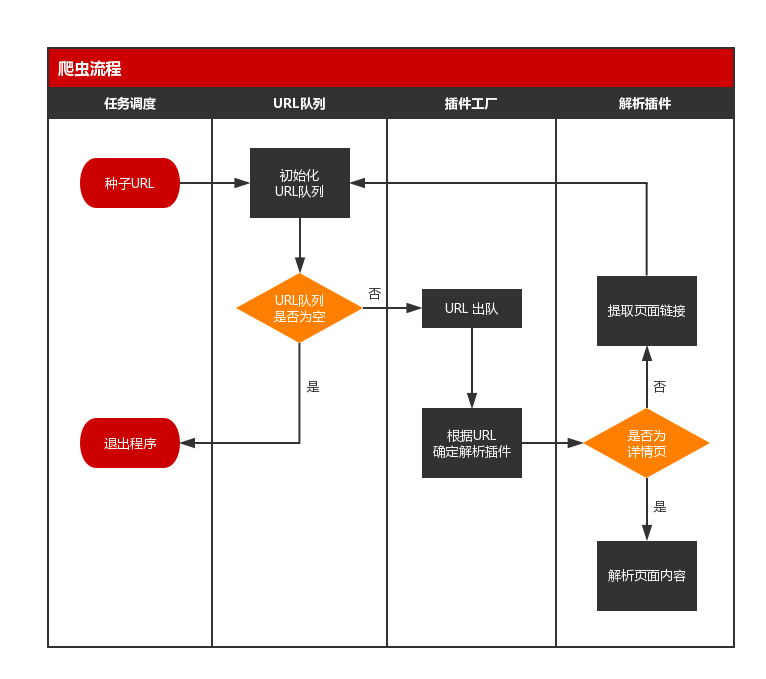 爬虫流程
任务调度
URL队列
插件工厂
解析插件
种子URL
初始化
URL队列
URL队列
是否为空
否
URL 出队
提取页面链接
是
否
退出程序
根据URL
确定解析插件
是否为
详情页
是
解析页面内容